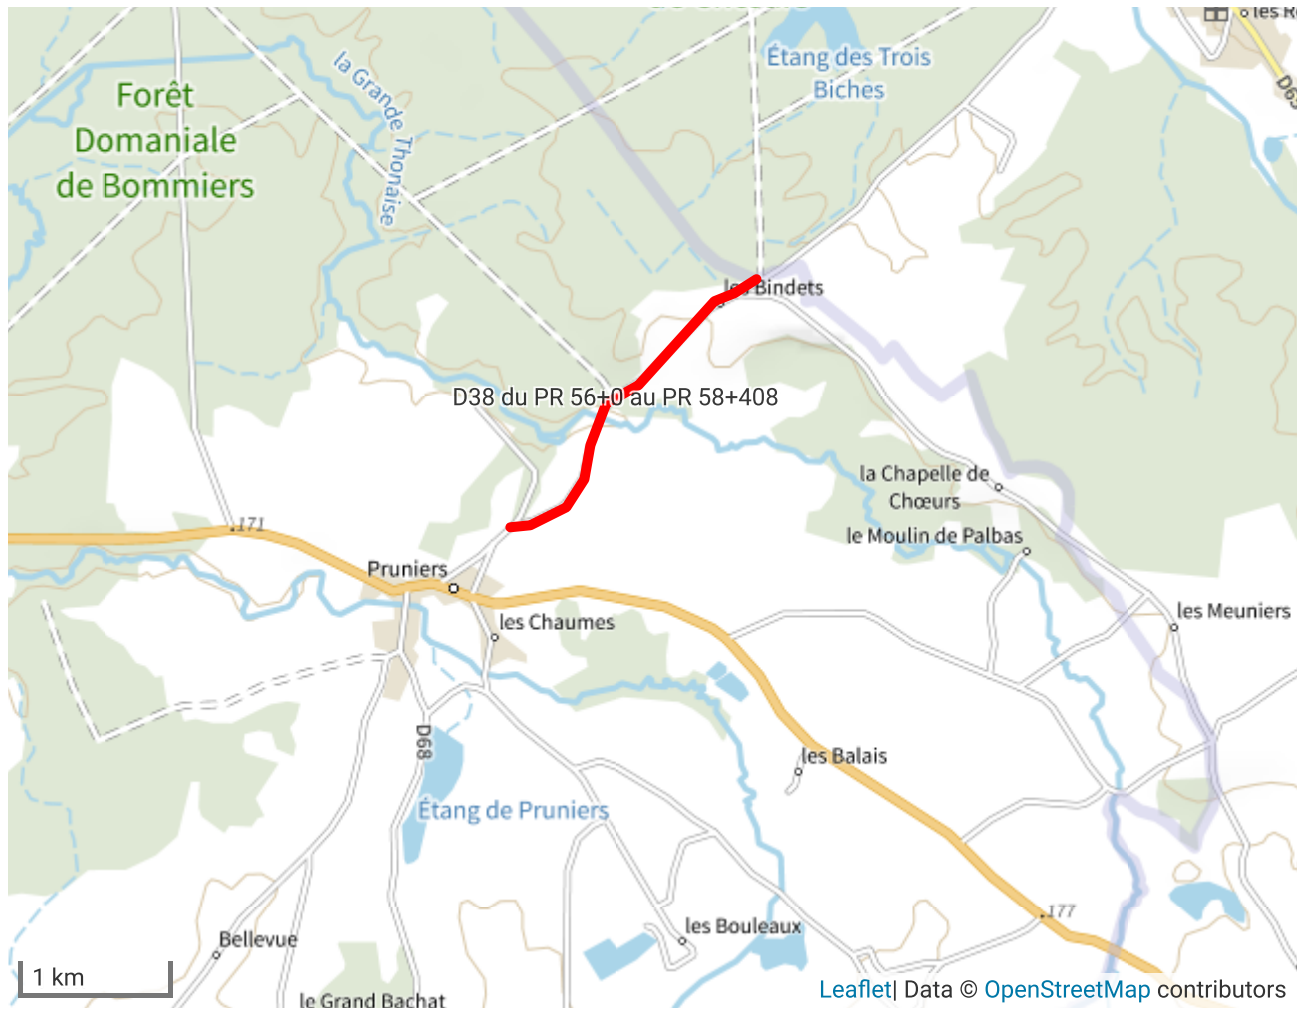 Étang des Trois
Biches
la Grande Thonaise
Forêt
Domaniale
de Bommiers
les Bindets
D38 du PR 56+0 au PR 58+408
la Chapelle de
Chœurs
le Moulin de Palbas
171
Pruniers
les Chaumes
les Meuniers
D68
les Balais
Étang de Pruniers
177
les Bouleaux
Bellevue
1 km
le Grand Bachat
Leaflet| Data © OpenStreetMap contributors